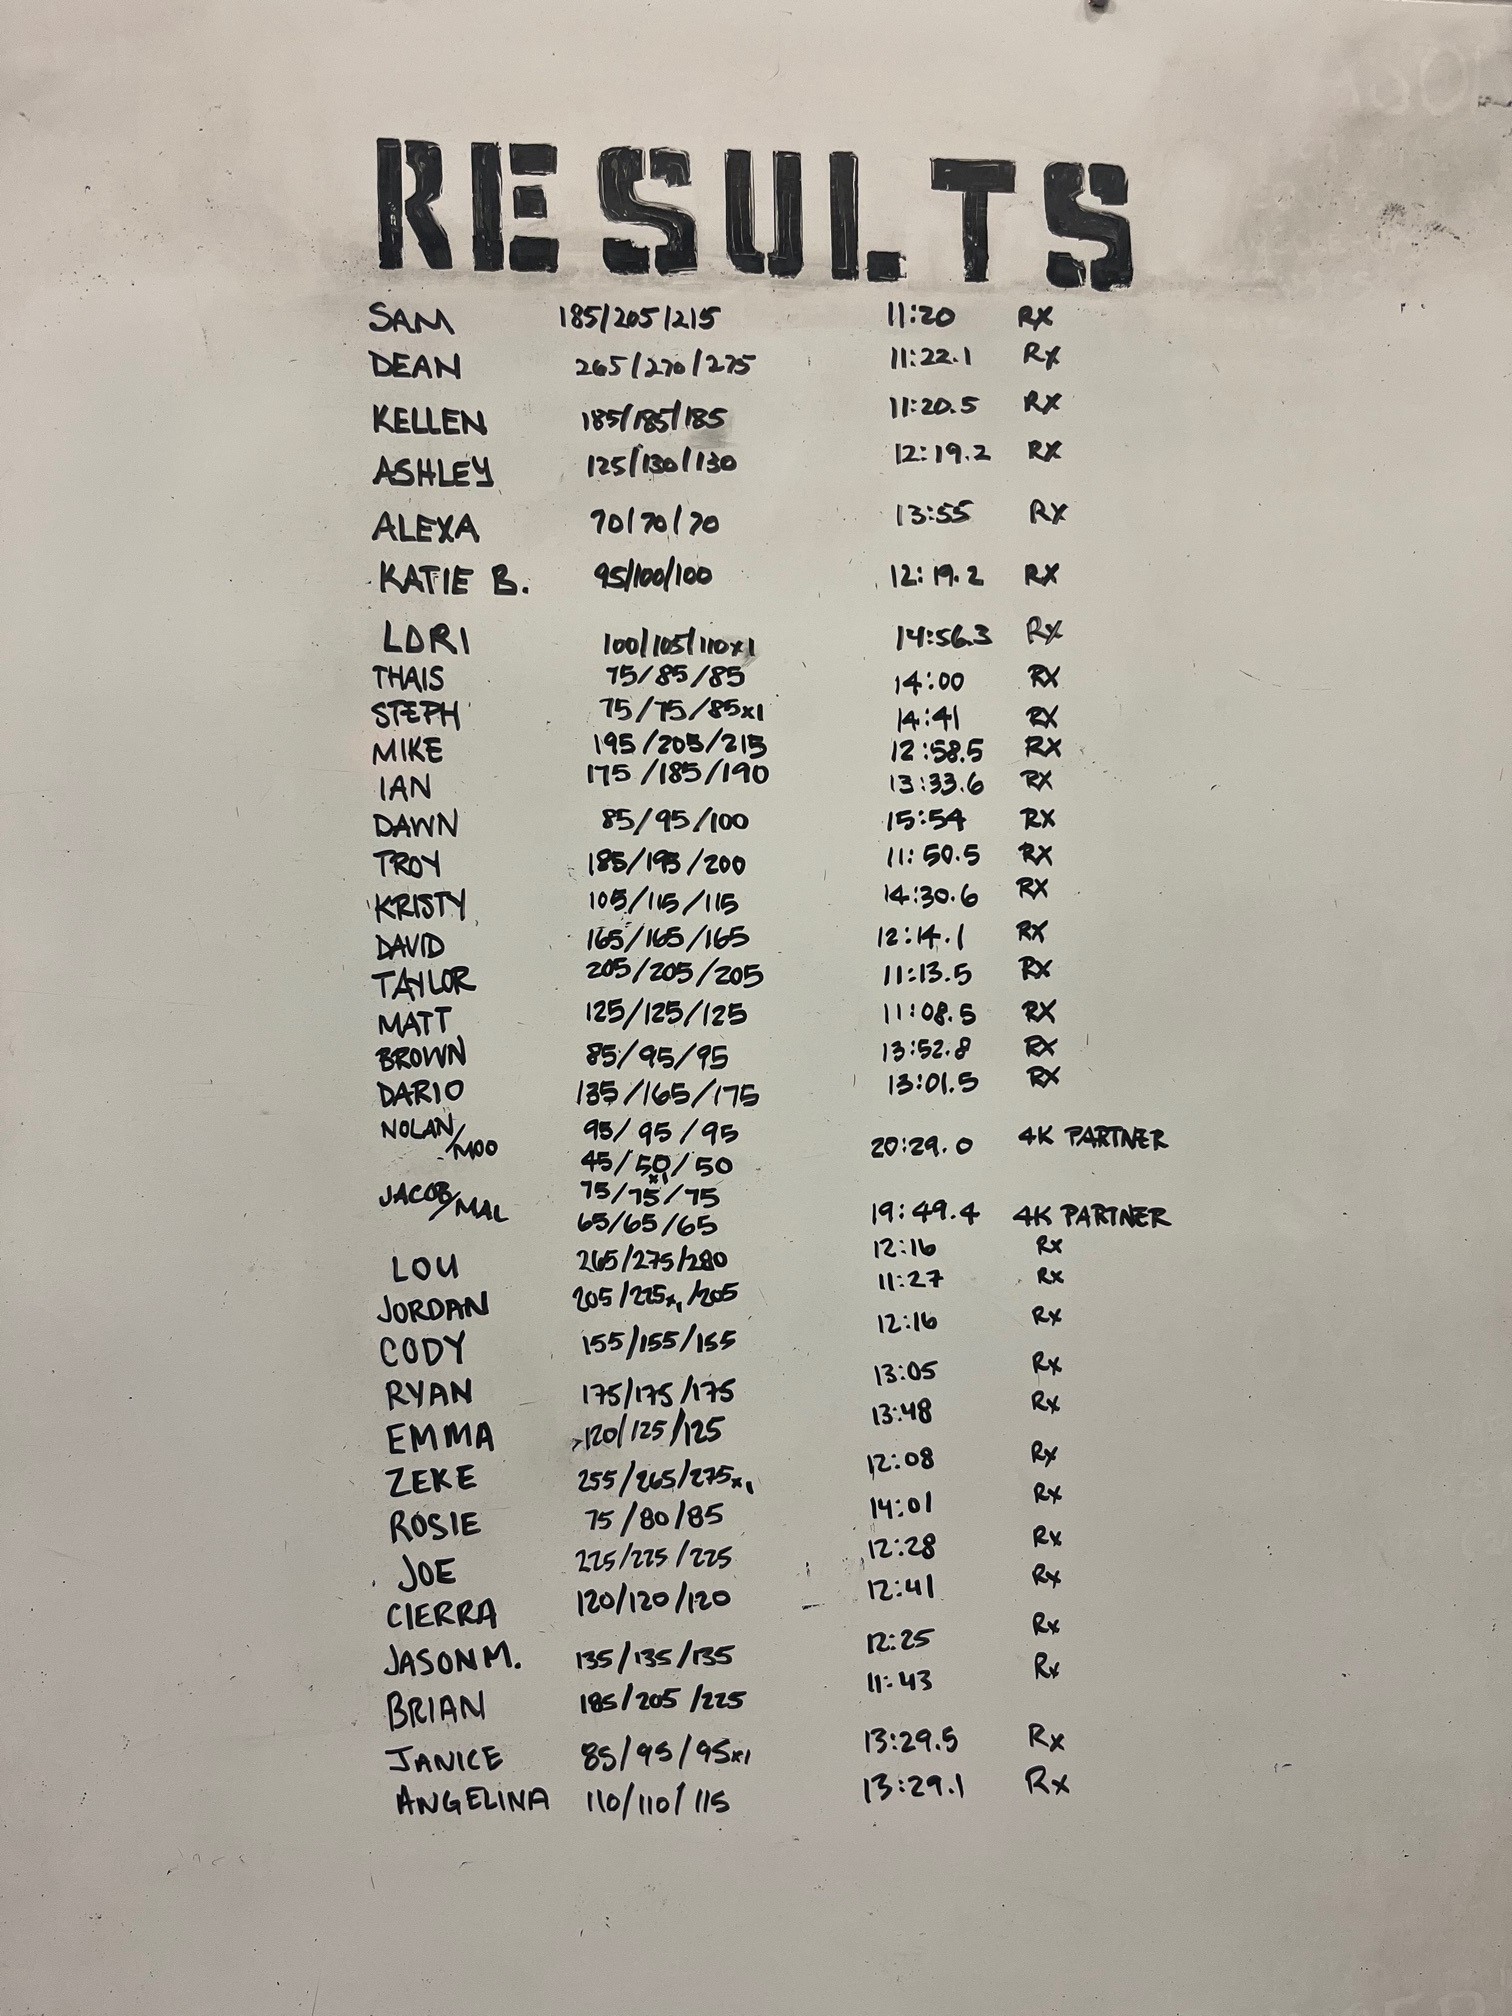 RESULTS
SAM 185/205/215 11:20 RX
DEAN 265/270/275 11:22.1 RX
KELLEN 185/185/185 11:20.5 RX
ASHLEY 125/130/130 12:19.2 RX
ALEXA 70/70/70 13:55 RX
KATIE B. 95/100/100 12:19.2 RX
LORI 100/105/110x1 14:56.3 Rx
THAIS 75/85/85 14:00 RX
STEPH 75/75/85x1 14:41 RX
MIKE 195/205/215 12:58.5 RX
IAN 175/185/190 13:33.6 RX
DAWN 85/95/100 15:54 RX
TROY 185/195/200 11:50.5 RX
KRISTY 105/115/115 14:30.6 RX
DAVID 165/165/165 12:14.1 RX
TAYLOR 205/205/205 11:13.5 RX
MATT 125/125/125 11:08.5 RX
BROWN 85/95/95 13:52.8 RX
DARIO 135/165/175 13:01.5 RX
NOLAN/MOO 95/95/95 20:29.0 4K PARTNER
45/50x1/50
JACOB/MAL 75/75/75 19:49.4 4K PARTNER
65/65/65
LOU 265/275/280 12:16 Rx
JORDAN 205/225x1/205 11:27 Rx
CODY 155/155/155 12:16 Rx
RYAN 175/175/175 13:05 Rx
EMMA 120/125/125 13:48 Rx
ZEKE 255/265/275x1 12:08 Rx
ROSIE 75/80/85 14:01 Rx
JOE 225/225/225 12:28 Rx
CIERRA 120/120/120 12:41 Rx
JASON M. 135/135/135 12:25 Rx
BRIAN 185/205/225 11:43 Rx
JANICE 85/95/95x1 13:29.5 Rx
ANGELINA 110/110/115 13:29.1 Rx